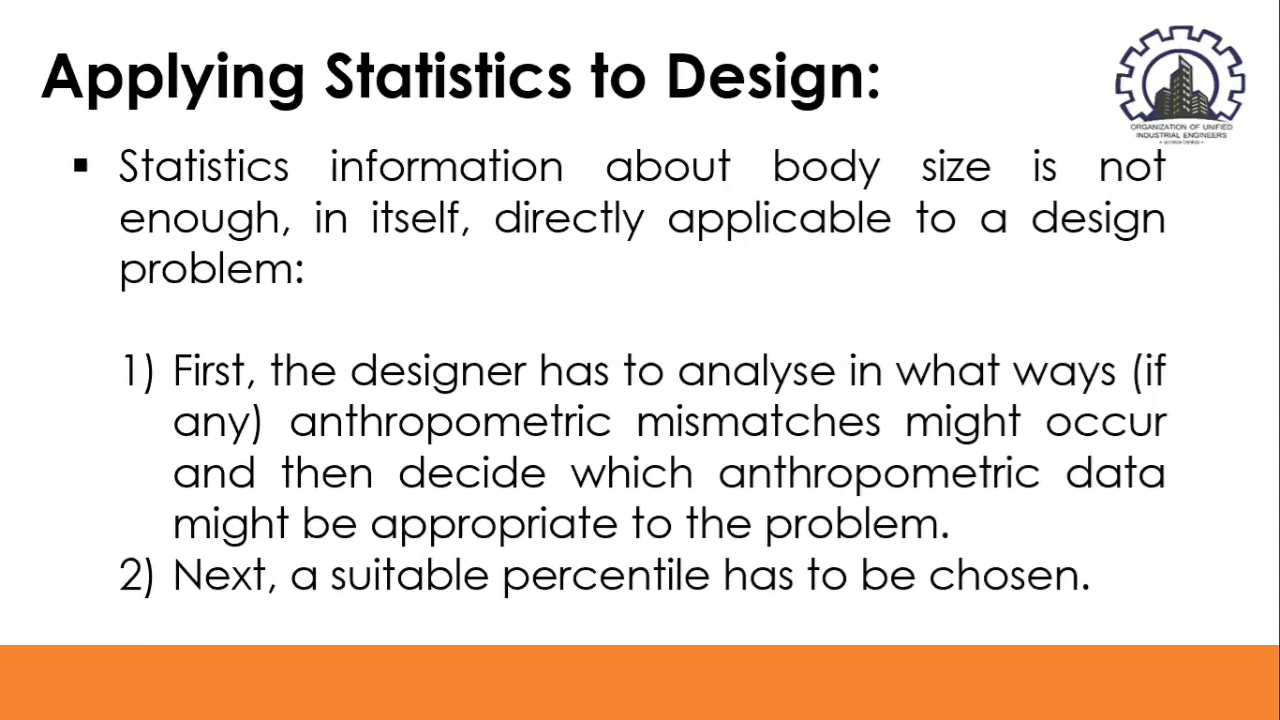 Applying Statistics to Design:
ORGANIZATION OF UNIFIED
INDUSTRIAL ENGINEERS
▪ Statistics information about body size is not
enough, in itself, directly applicable to a design
problem:
1) First, the designer has to analyse in what ways (if
any) anthropometric mismatches might occur
and then decide which anthropometric data
might be appropriate to the problem.
2) Next, a suitable percentile has to be chosen.